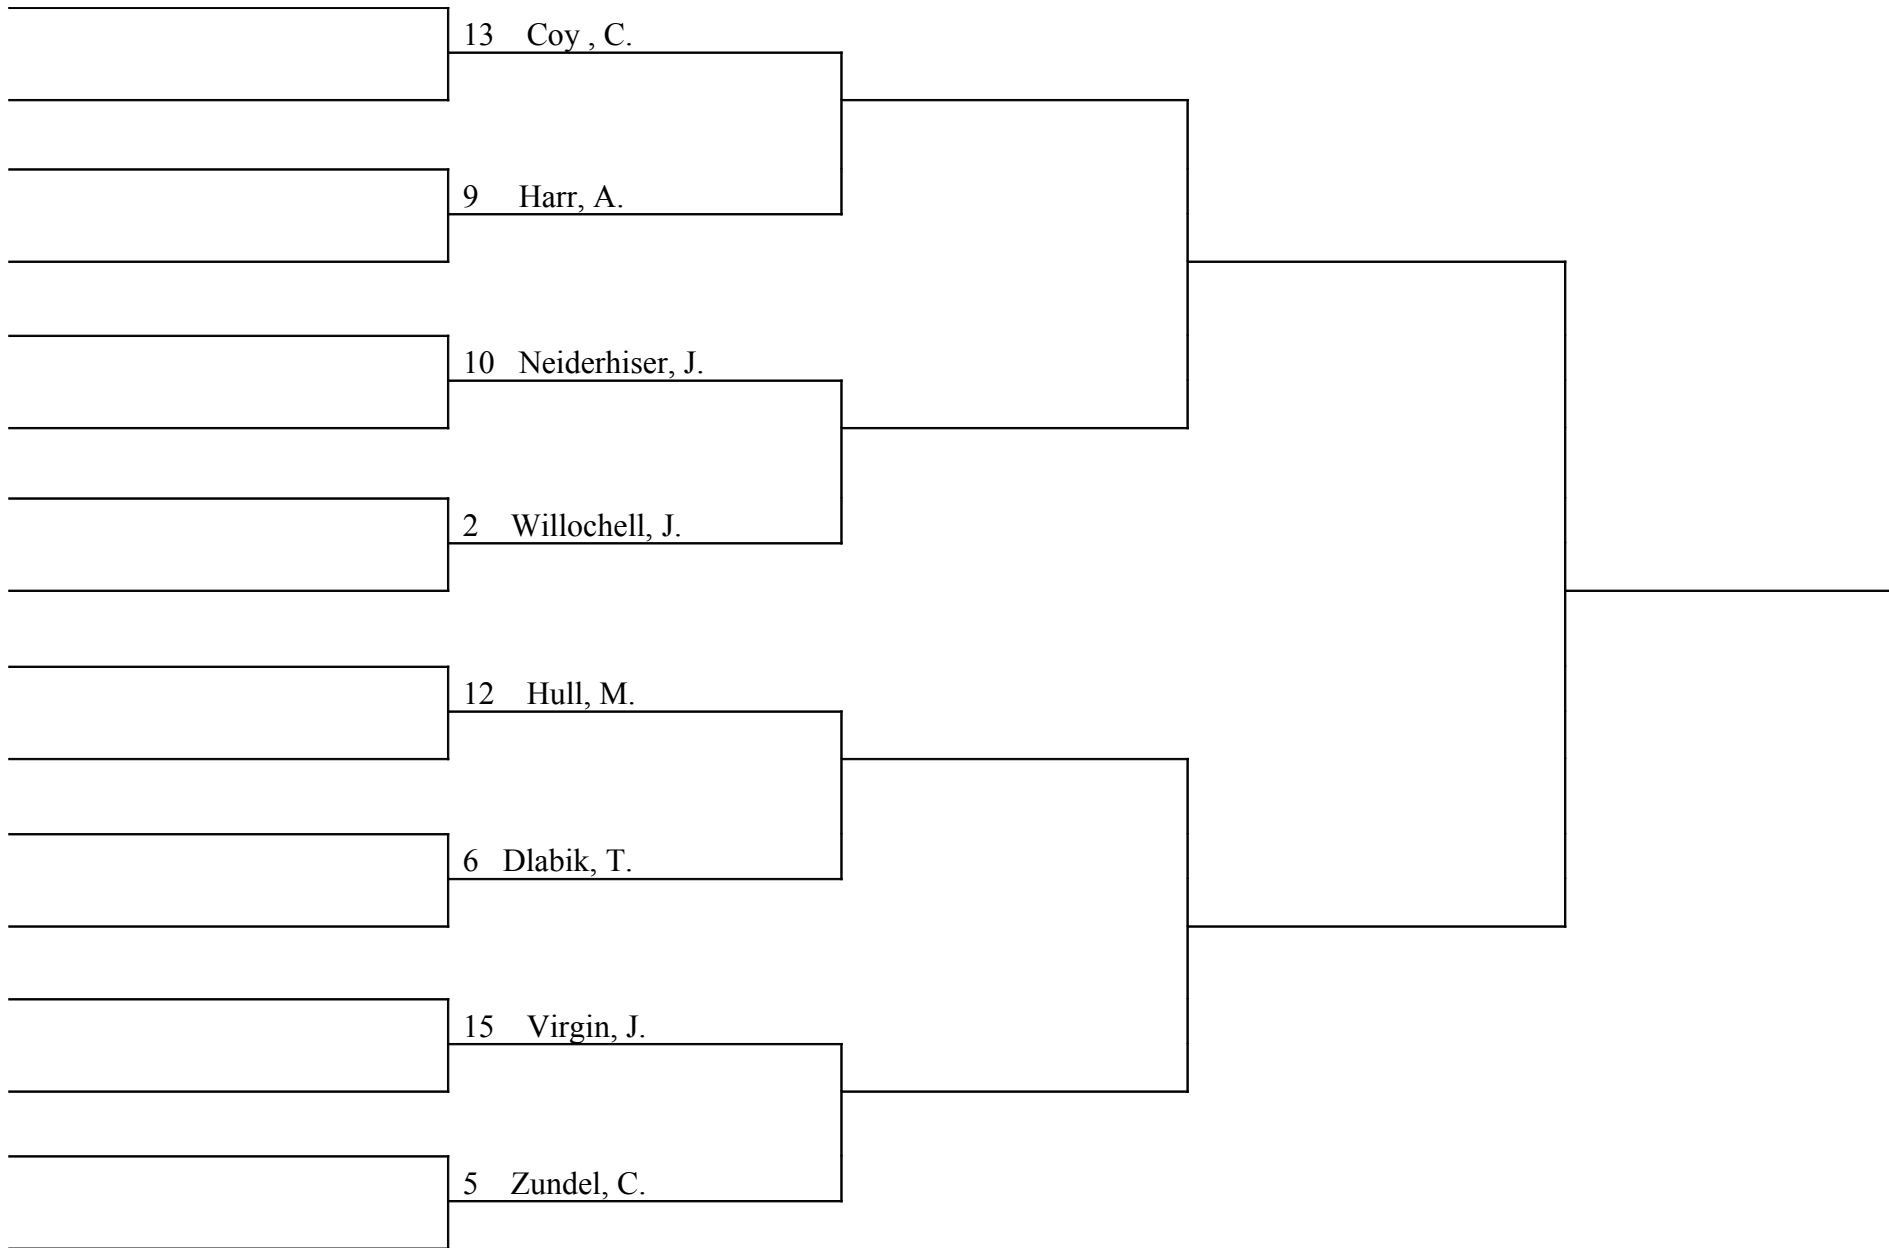 13 Coy , C.
9 Harr, A.
10 Neiderhiser, J.
2 Willochell, J.
12 Hull, M.
6 Dlabik, T.
15 Virgin, J.
5 Zundel, C.